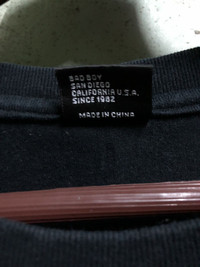 BAD BOY
SAN DIEGO
CALIFORNIA U.S.A.
SINCE 1982
MADE IN CHINA